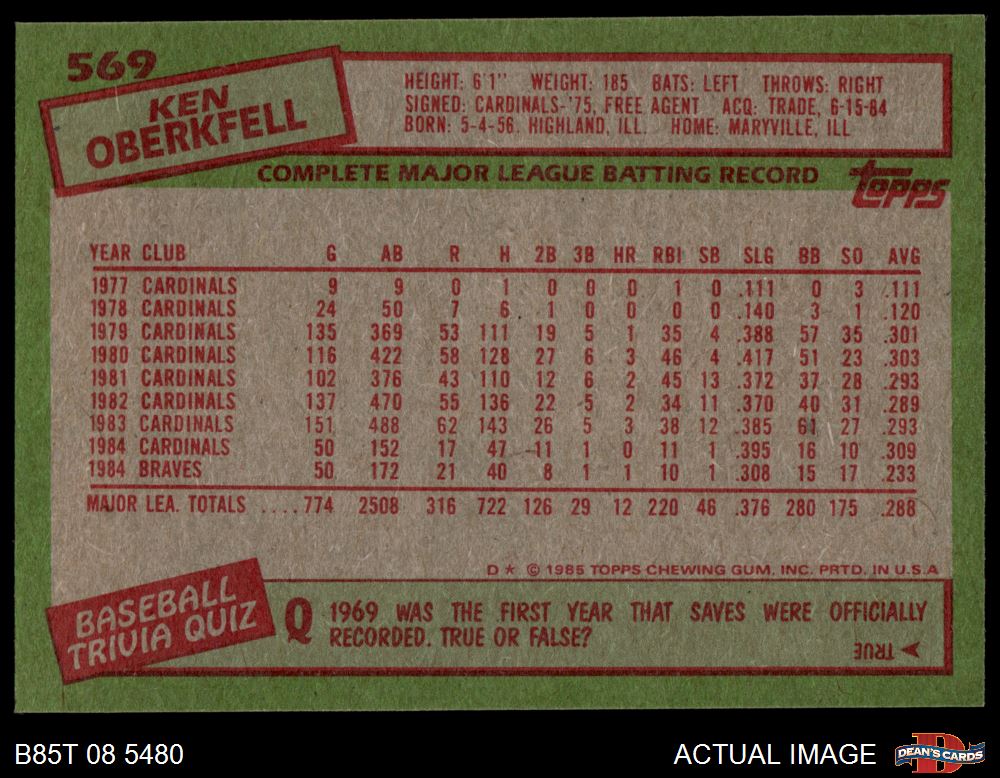 569
KEN
OBERKFELL
HEIGHT: 6'1" WEIGHT: 185 BATS: LEFT THROWS: RIGHT
SIGNED: CARDINALS-'75, FREE AGENT ACQ: TRADE, 6-15-84
BORN: 5-4-56, HIGHLAND, ILL. HOME: MARYVILLE, ILL
COMPLETE MAJOR LEAGUE BATTING RECORD
topps
YEAR CLUB G AB R H 2B 3B HR RBI SB SLG BB SO AVG
1977 CARDINALS 9 9 0 1 0 0 0 1 0 .111 0 3 .111
1978 CARDINALS 24 50 7 6 1 0 0 0 0 .140 3 1 .120
1979 CARDINALS 135 369 53 111 19 5 1 35 4 .388 57 35 .301
1980 CARDINALS 116 422 58 128 27 6 3 46 4 .417 51 23 .303
1981 CARDINALS 102 376 43 110 12 6 2 45 13 .372 37 28 .293
1982 CARDINALS 137 470 55 136 22 5 2 34 11 .370 40 31 .289
1983 CARDINALS 151 488 62 143 26 5 3 38 12 .385 61 27 .293
1984 CARDINALS 50 152 17 47 11 1 0 11 1 .395 16 10 .309
1984 BRAVES 50 172 21 40 8 1 1 10 1 .308 15 17 .233
MAJOR LEA. TOTALS ....774 2508 316 722 126 29 12 220 46 .376 280 175 .288
D* © 1985 TOPPS CHEWING GUM, INC. PRTD. IN U.S.A
BASEBALL
TRIVIA QUIZ
Q 1969 WAS THE FIRST YEAR THAT SAVES WERE OFFICIALLY
RECORDED. TRUE OR FALSE?
TRUE
B85T 08 5480
ACTUAL IMAGE
D
DEAN'S CARDS